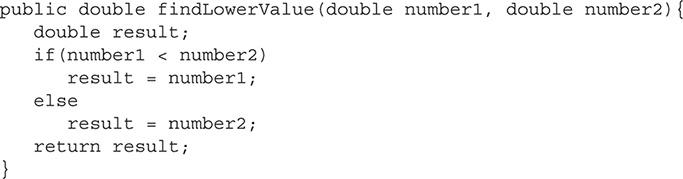 public double findLowerValue(double number1, double number2){
   double result;
   if(number1 < number2)
      result = number1;
   else
      result = number2;
   return result;
}